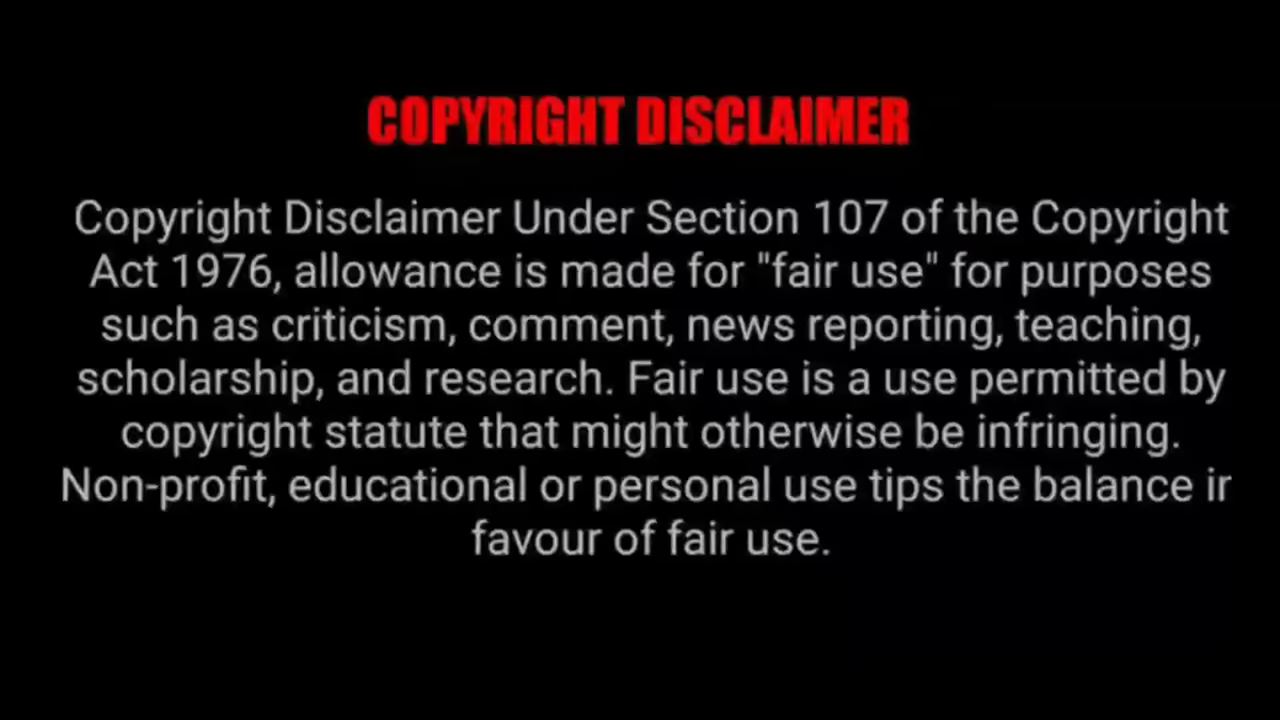 COPYRIGHT DISCLAIMER
Copyright Disclaimer Under Section 107 of the Copyright
Act 1976, allowance is made for "fair use" for purposes
such as criticism, comment, news reporting, teaching,
scholarship, and research. Fair use is a use permitted by
copyright statute that might otherwise be infringing.
Non-profit, educational or personal use tips the balance ir
favour of fair use.